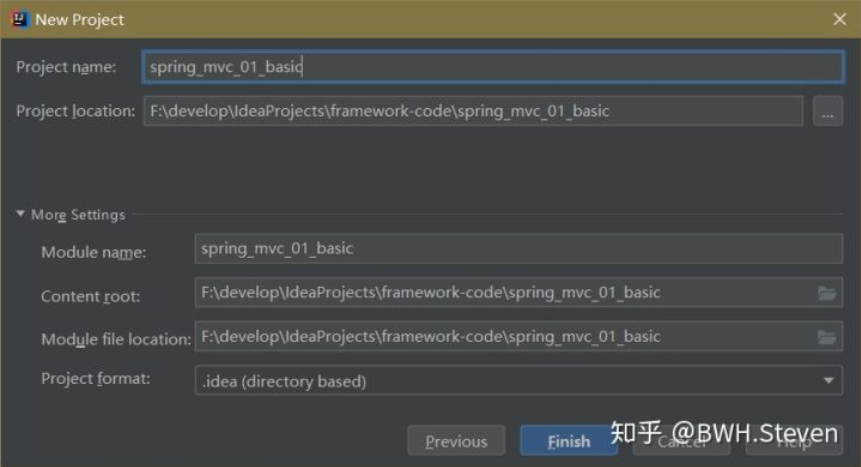 New Project
Project name: spring_mvc_01_basic
Project location: F:\develop\IdeaProjects\framework-code\spring_mvc_01_basic ...
More Settings
Module name: spring_mvc_01_basic
Content root: F:\develop\IdeaProjects\framework-code\spring_mvc_01_basic
Module file location: F:\develop\IdeaProjects\framework-code\spring_mvc_01_basic
Project format: .idea (directory based)
Previous Finish Cancel Help
知乎 @BWH.Steven